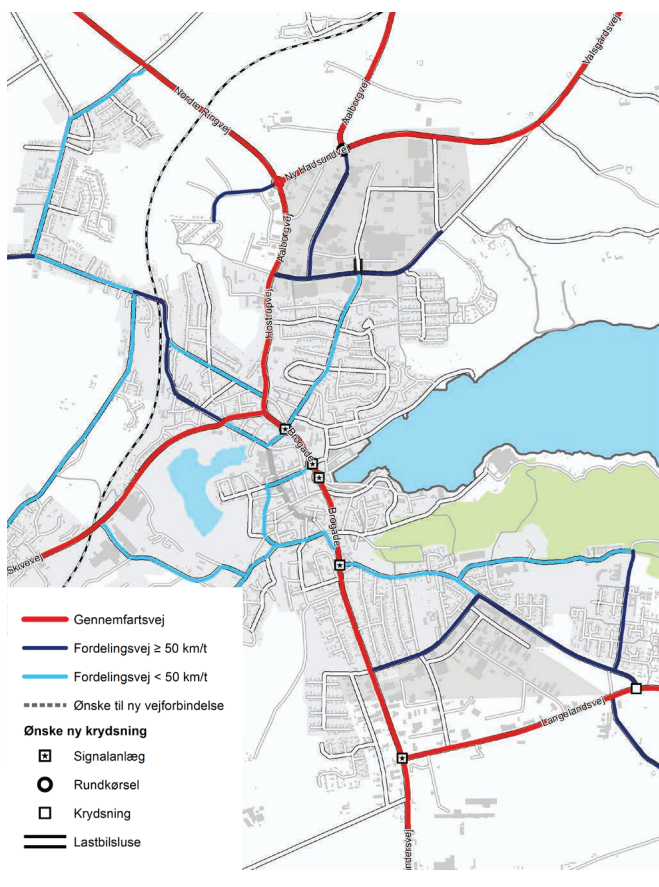 Nordre Ringvej
Aalborgvej
Valsgårdsvej
Ny Hadsundvej
Aalborgvej
Hostrupvej
Brogade
Brogade
Skivevej
Langelandsvej
Gennemfartsvej
Fordelingsvej ≥ 50 km/t
Fordelingsvej < 50 km/t
Ønske til ny vejforbindelse
Ønske ny krydsning
Signalanlæg
Rundkørsel
Krydsning
Lastbilsluse